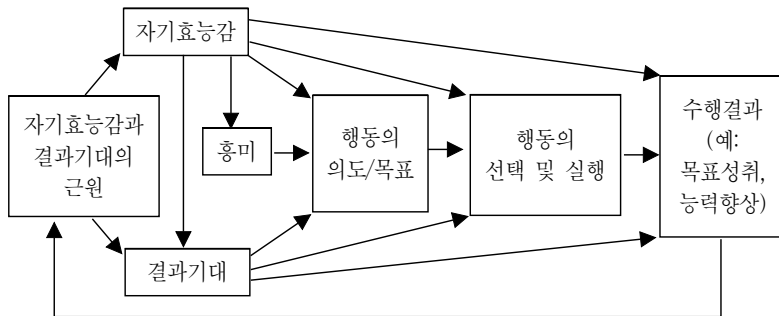 자기효능감
자기효능감과
결과기대의
근원
흥미
행동의
의도/목표
행동의
선택 및 실행
수행결과
(예:
목표성취,
능력향상)
결과기대